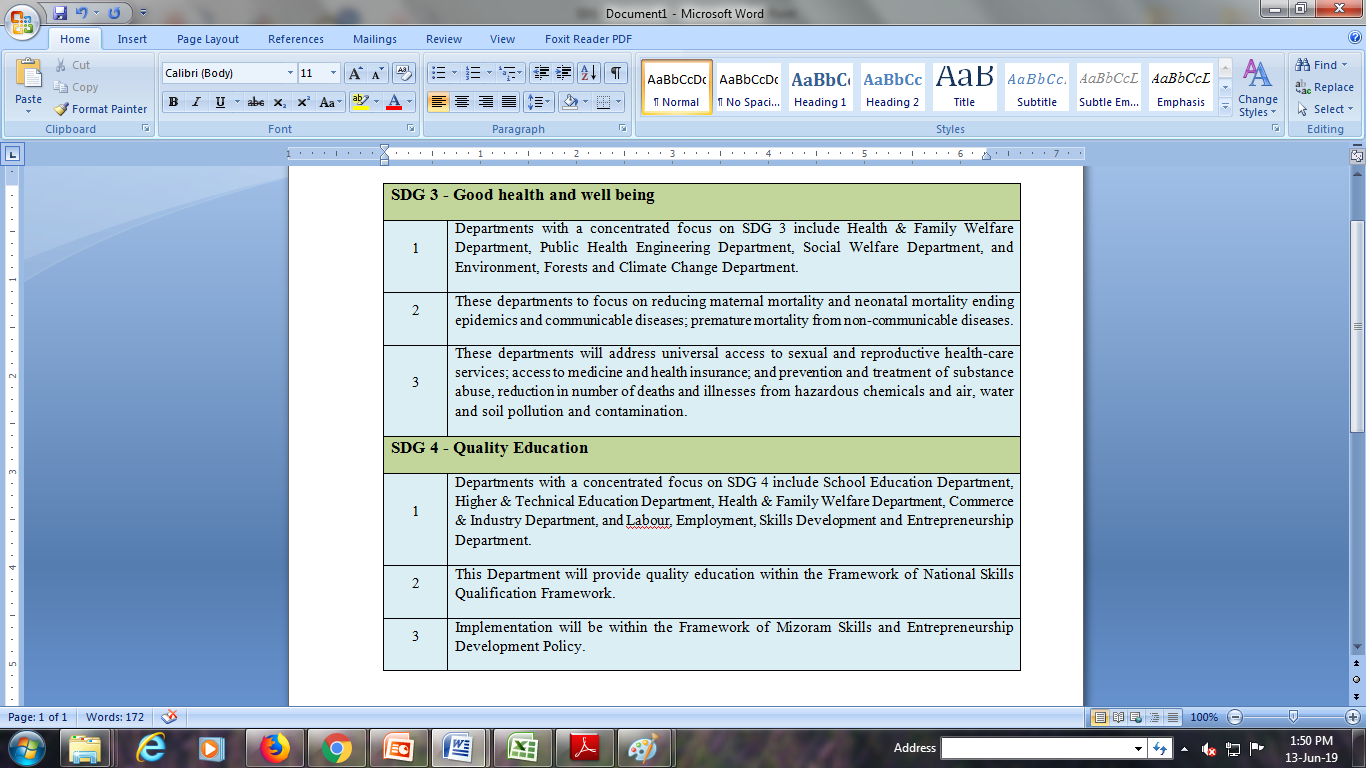 Document1 - Microsoft Word
Home Insert Page Layout References Mailings Review View Foxit Reader PDF
Paste
Cut
Copy
Format Painter
Clipboard
Calibri (Body) 11
Font
Paragraph
AaBbCcDc AaBbCcDc AaBbC AaBbCc AaB AaBbCc. AaBbCcL AaBbCcL
¶ Normal ¶ No Spaci... Heading 1 Heading 2 Title Subtitle Subtle Em... Emphasis
Change
Styles
Styles
Find
Replace
Select
Editing
1 1 2 3 4 5 6 7
SDG 3 - Good health and well being
1
Departments with a concentrated focus on SDG 3 include Health & Family Welfare
Department, Public Health Engineering Department, Social Welfare Department, and
Environment, Forests and Climate Change Department.
2
These departments to focus on reducing maternal mortality and neonatal mortality ending
epidemics and communicable diseases; premature mortality from non-communicable diseases.
3
These departments will address universal access to sexual and reproductive health-care
services; access to medicine and health insurance; and prevention and treatment of substance
abuse, reduction in number of deaths and illnesses from hazardous chemicals and air, water
and soil pollution and contamination.
SDG 4 - Quality Education
1
Departments with a concentrated focus on SDG 4 include School Education Department,
Higher & Technical Education Department, Health & Family Welfare Department, Commerce
& Industry Department, and Labour, Employment, Skills Development and Entrepreneurship
Department.
2
This Department will provide quality education within the Framework of National Skills
Qualification Framework.
3
Implementation will be within the Framework of Mizoram Skills and Entrepreneurship
Development Policy.
Page: 1 of 1 Words: 172
100%
Address
1:50 PM
13-Jun-19